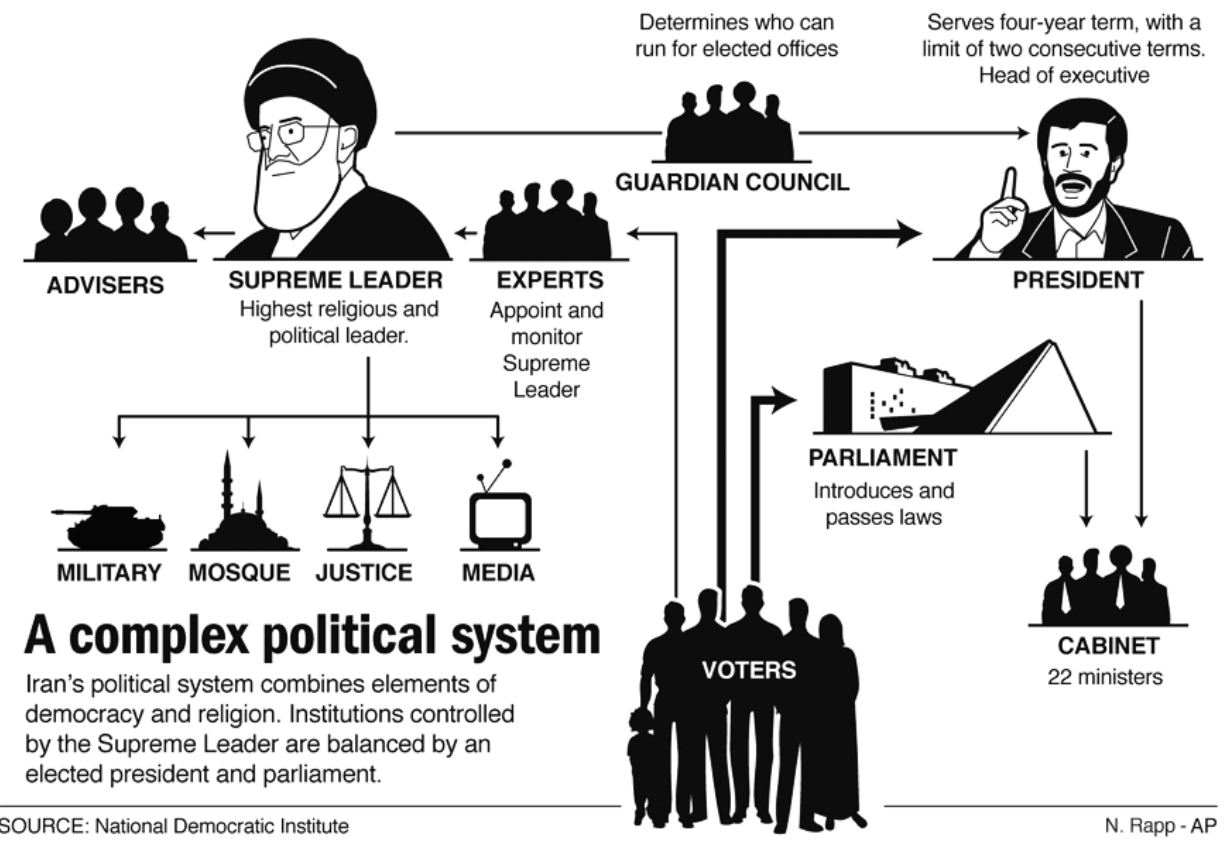 Determines who can
run for elected offices
Serves four-year term, with a
limit of two consecutive terms.
Head of executive
GUARDIAN COUNCIL
ADVISERS
SUPREME LEADER
Highest religious and
political leader.
EXPERTS
Appoint and
monitor
Supreme
Leader
PRESIDENT
PARLIAMENT
Introduces and
passes laws
MILITARY
MOSQUE
JUSTICE
MEDIA
CABINET
22 ministers
VOTERS
A complex political system
Iran's political system combines elements of
democracy and religion. Institutions controlled
by the Supreme Leader are balanced by an
elected president and parliament.
SOURCE: National Democratic Institute
N. Rapp - AP